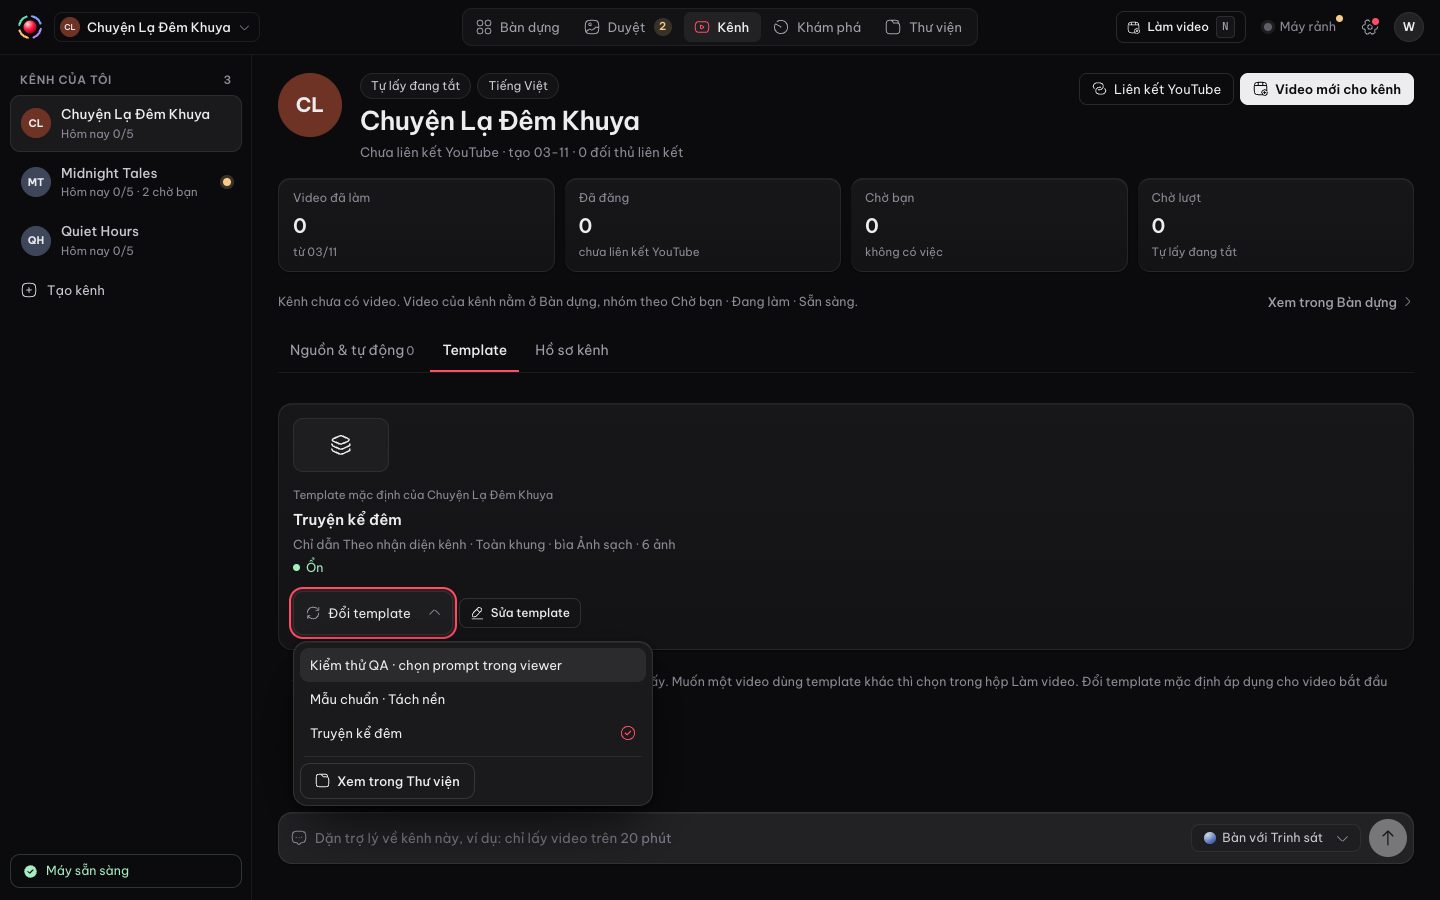 CL Chuyện Lạ Đêm Khuya
Bàn dựng
Duyệt 2
Kênh
Khám phá
Thư viện
Làm video N
Máy rảnh
W
KÊNH CỦA TÔI 3
CL
Chuyện Lạ Đêm Khuya
Hôm nay 0/5
MT
Midnight Tales
Hôm nay 0/5 · 2 chờ bạn
QH
Quiet Hours
Hôm nay 0/5
Tạo kênh
Máy sẵn sàng
CL
Tự lấy đang tắt
Tiếng Việt
Chuyện Lạ Đêm Khuya
Chưa liên kết YouTube · tạo 03-11 · 0 đối thủ liên kết
Liên kết YouTube
Video mới cho kênh
Video đã làm
0
từ 03/11
Đã đăng
0
chưa liên kết YouTube
Chờ bạn
0
không có việc
Chờ lượt
0
Tự lấy đang tắt
Kênh chưa có video. Video của kênh nằm ở Bàn dựng, nhóm theo Chờ bạn · Đang làm · Sẵn sàng.
Xem trong Bàn dựng
Nguồn & tự động 0
Template
Hồ sơ kênh
Template mặc định của Chuyện Lạ Đêm Khuya
Truyện kể đêm
Chỉ dẫn Theo nhận diện kênh · Toàn khung · bìa Ảnh sạch · 6 ảnh
Ổn
Đổi template
Sửa template
Kiểm thử QA · chọn prompt trong viewer
Mẫu chuẩn · Tách nền
Truyện kể đêm
Xem trong Thư viện
ấy. Muốn một video dùng template khác thì chọn trong hộp Làm video. Đổi template mặc định áp dụng cho video bắt đầu
Dặn trợ lý về kênh này, ví dụ: chỉ lấy video trên 20 phút
Bàn với Trinh sát